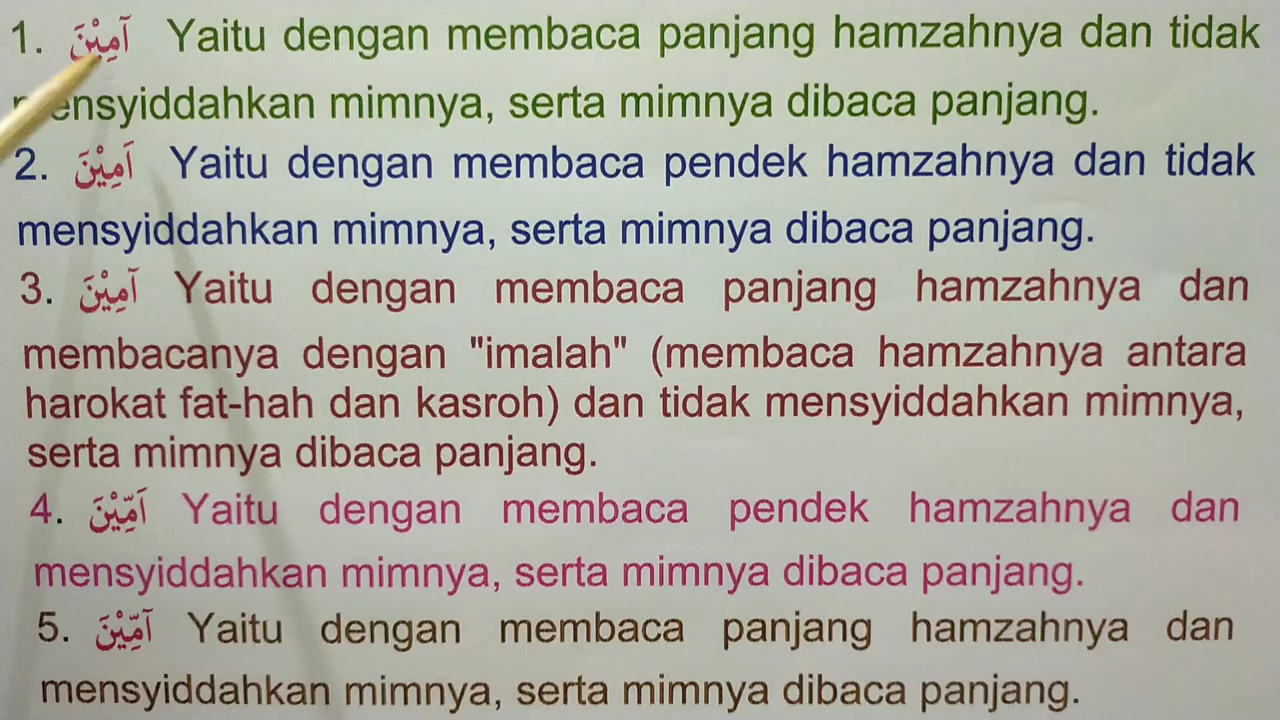 1. آمِيْنَ Yaitu dengan membaca panjang hamzahnya dan tidak
mensyiddahkan mimnya, serta mimnya dibaca panjang.
2. اَمِيْنَ Yaitu dengan membaca pendek hamzahnya dan tidak
mensyiddahkan mimnya, serta mimnya dibaca panjang.
3. آمِيْنَ Yaitu dengan membaca panjang hamzahnya dan
membacanya dengan "imalah" (membaca hamzahnya antara
harokat fat-hah dan kasroh) dan tidak mensyiddahkan mimnya,
serta mimnya dibaca panjang.
4. اَمِّيْنَ Yaitu dengan membaca pendek hamzahnya dan
mensyiddahkan mimnya, serta mimnya dibaca panjang.
5. آمِّيْنَ Yaitu dengan membaca panjang hamzahnya dan
mensyiddahkan mimnya, serta mimnya dibaca panjang.